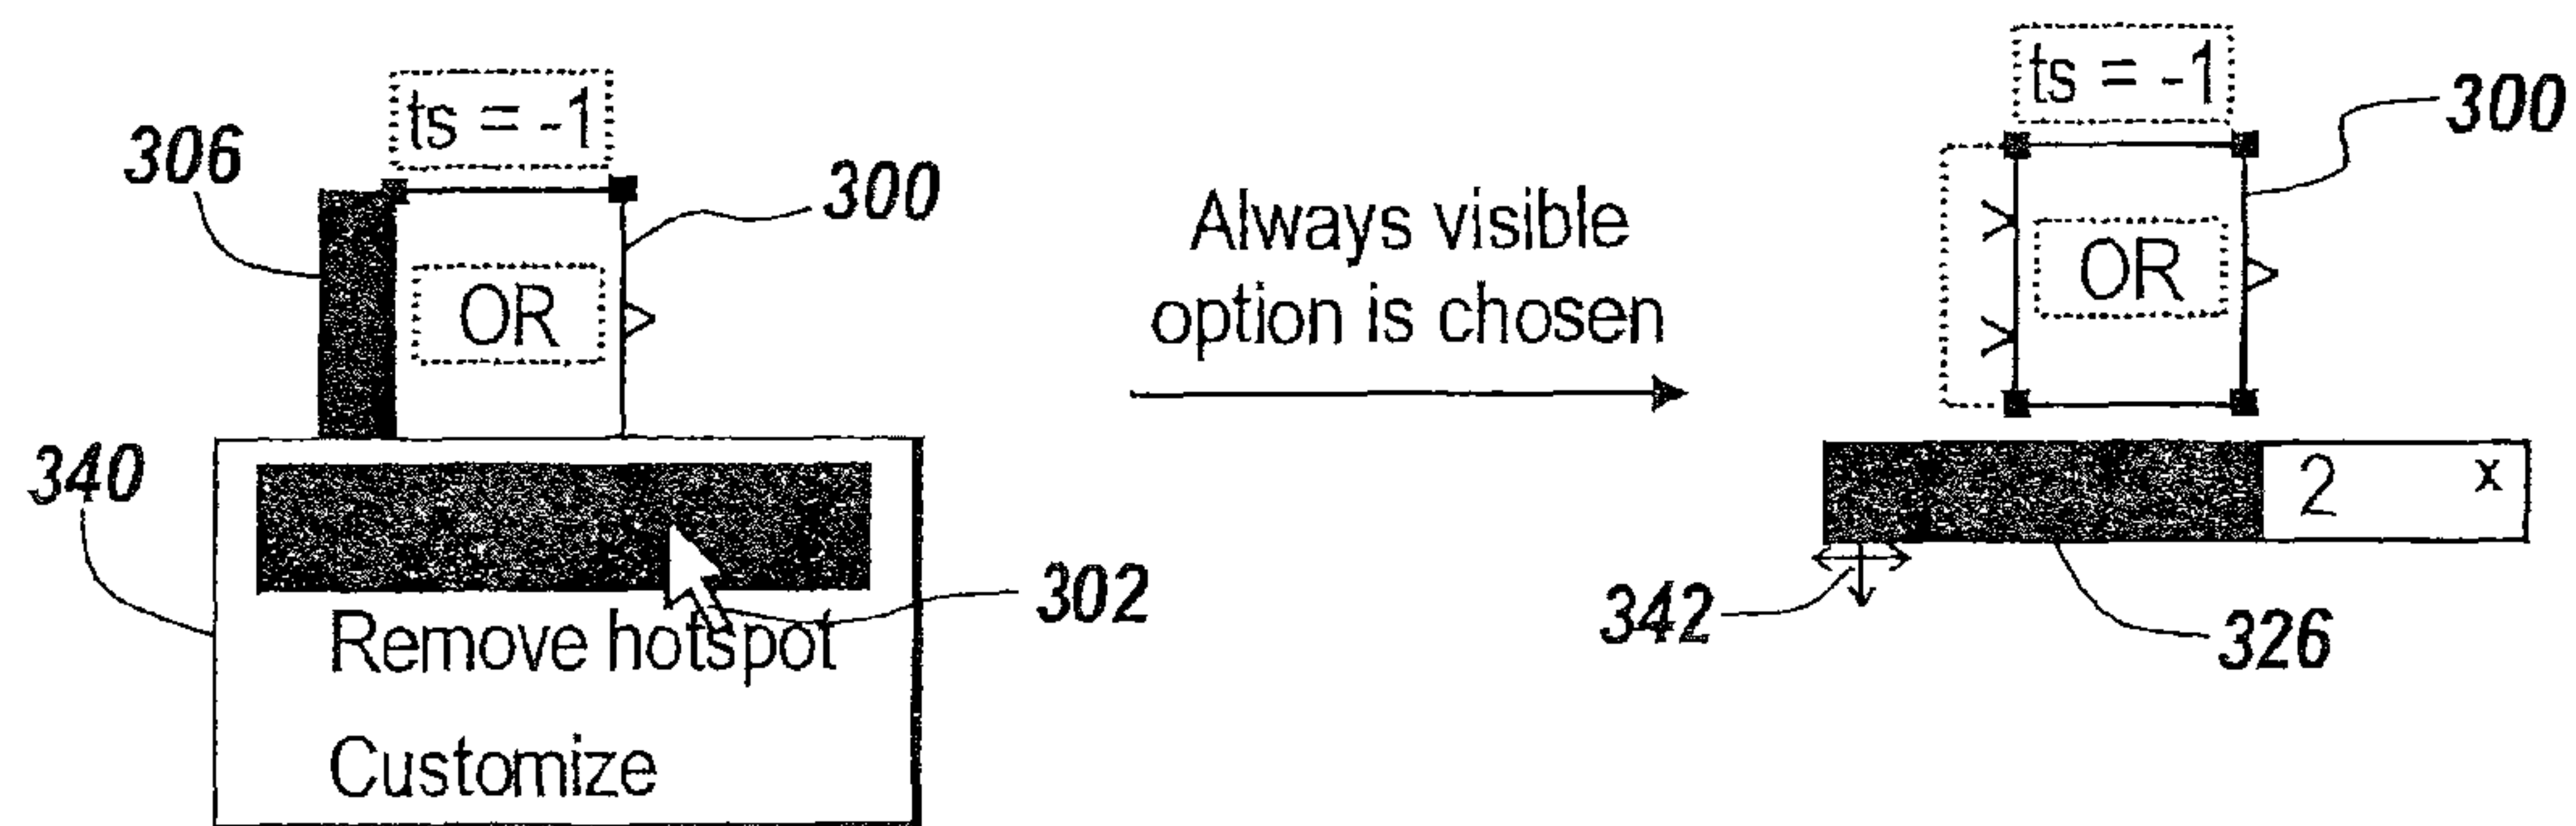 ts = -1
306
300
OR
340
302
Remove hotspot
Customize
Always visible
option is chosen
ts = -1
300
OR
2 x
342
326